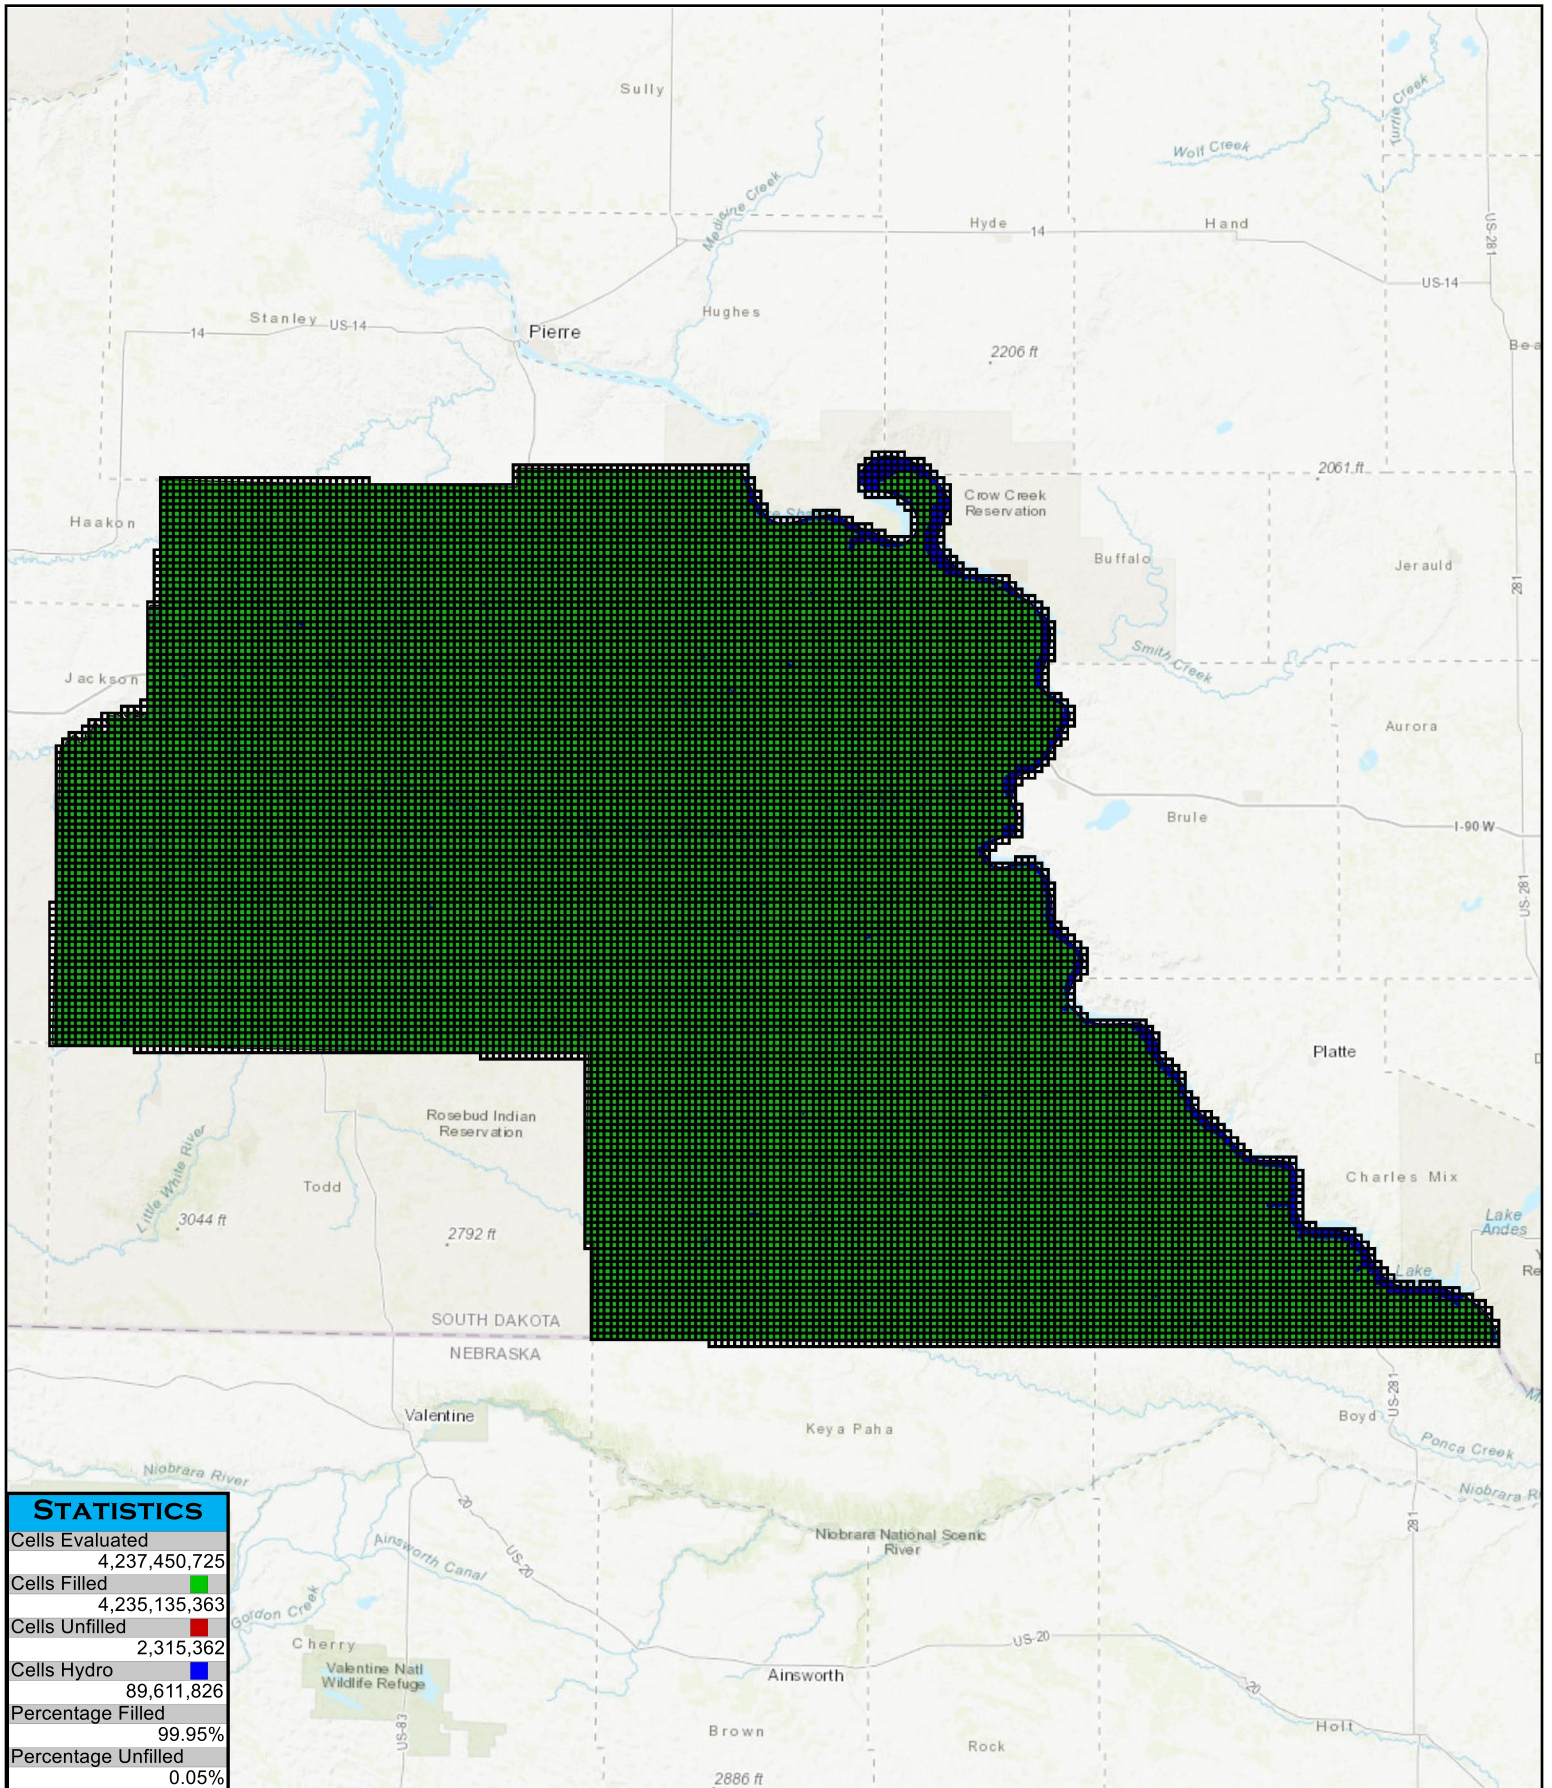 Sully
Turtle Creek
Wolf Creek
Medicine Creek
Hyde
14
Hand
US-281
US-14
Stanley
US-14
14
Hughes
Pierre
2206 ft
Bea
2061 ft
Crow Creek
Reservation
Haakon
Buffalo
Jerauld
281
Smith Creek
Jackson
Aurora
Brule
I-90 W
US-281
Platte
Rosebud Indian
Reservation
Little White River
Todd
Charles Mix
3044 ft
2792 ft
Lake
Andes
Lake
Re
SOUTH DAKOTA
NEBRASKA
US-281
Valentine
Keya Paha
Boyd
Ponca Creek
Niobrara River
Niobrara R
20
281
STATISTICS
Cells Evaluated
4,237,450,725
Cells Filled
4,235,135,363
Cells Unfilled
2,315,362
Cells Hydro
89,611,826
Percentage Filled
99.95%
Percentage Unfilled
0.05%
Ainsworth Canal
US-20
Niobrara National Scenic
River
Gordon Creek
Cherry
US-20
Valentine Natl
Wildlife Refuge
Ainsworth
20
US-83
Brown
Rock
Holt
2886 ft